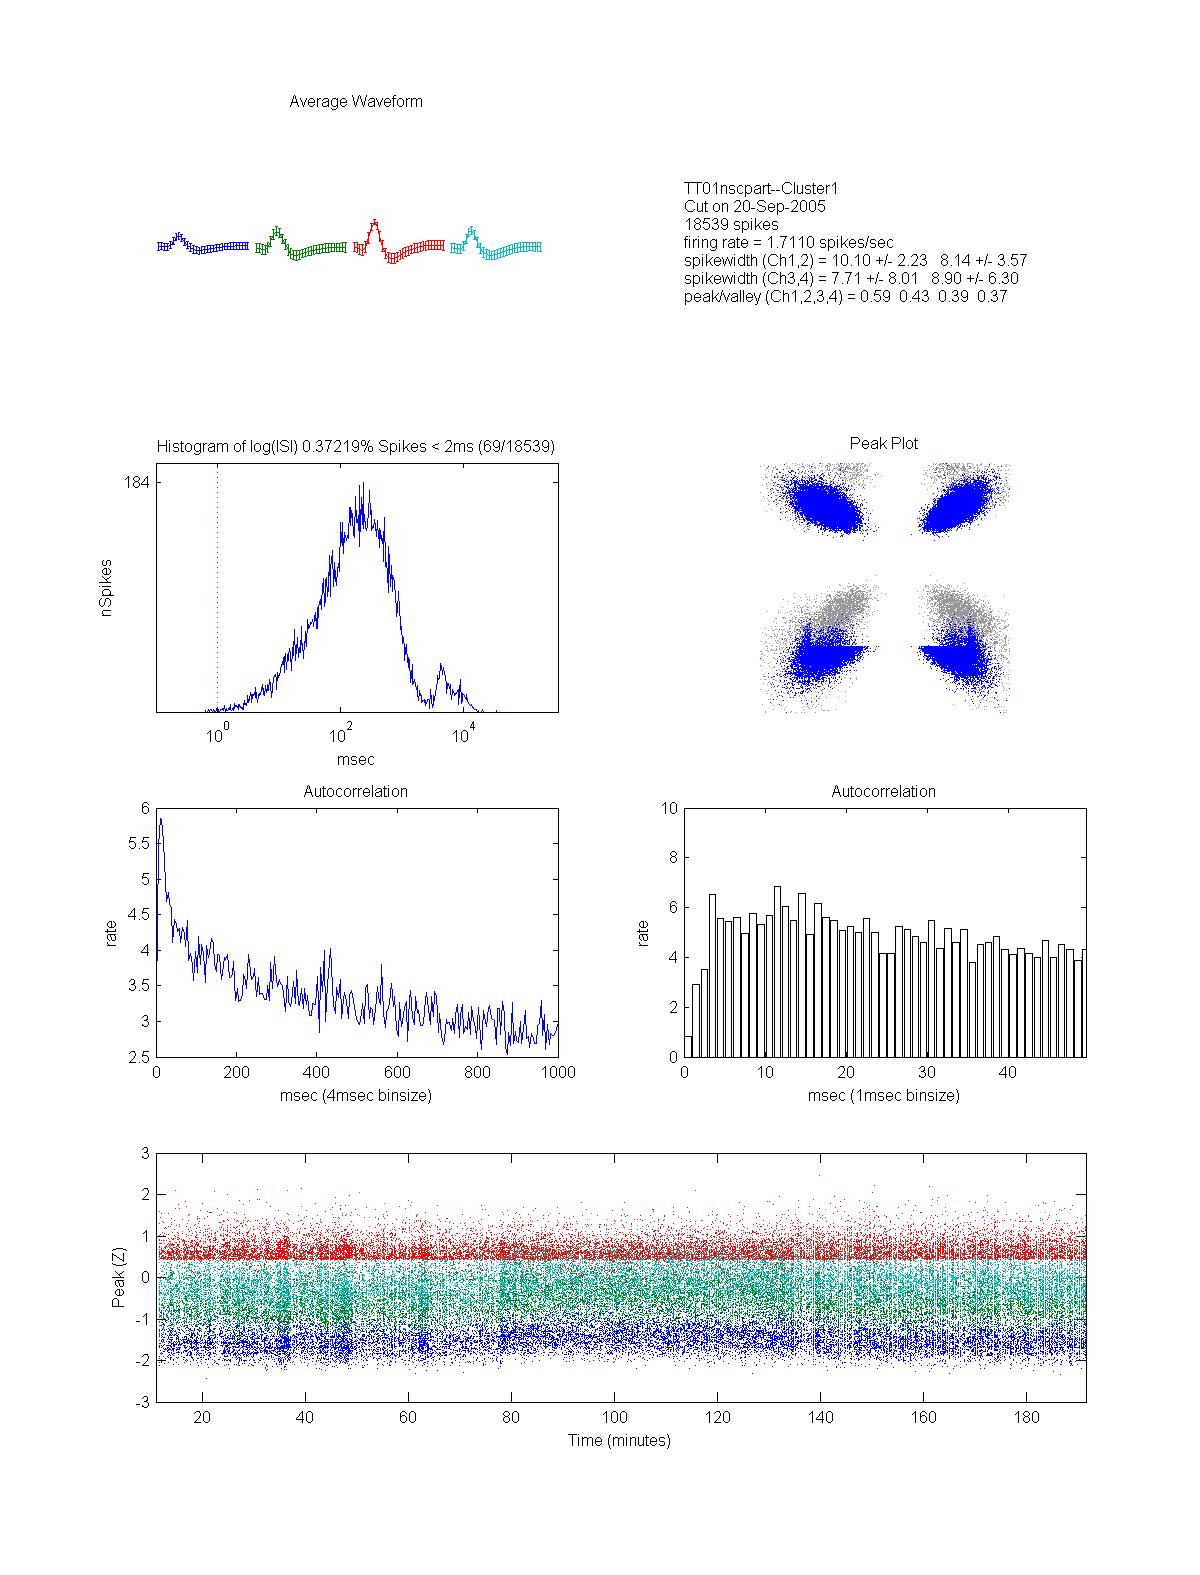 Average Waveform
TT01nscpart--Cluster1
Cut on 20-Sep-2005
18539 spikes
firing rate = 1.7110 spikes/sec
spikewidth (Ch1,2) = 10.10 +/- 2.23   8.14 +/- 3.57
spikewidth (Ch3,4) = 7.71 +/- 8.01   8.90 +/- 6.30
peak/valley (Ch1,2,3,4) = 0.59  0.43  0.39  0.37
Histogram of log(ISI) 0.37219% Spikes < 2ms (69/18539)
184
nSpikes
10^0 10^2 10^4
msec
Peak Plot
Autocorrelation
6
5.5
5
4.5
4
3.5
3
2.5
rate
0 200 400 600 800 1000
msec (4msec binsize)
Autocorrelation
10
8
6
4
2
0
rate
0 10 20 30 40
msec (1msec binsize)
3
2
1
0
-1
-2
-3
Peak (Z)
20 40 60 80 100 120 140 160 180
Time (minutes)